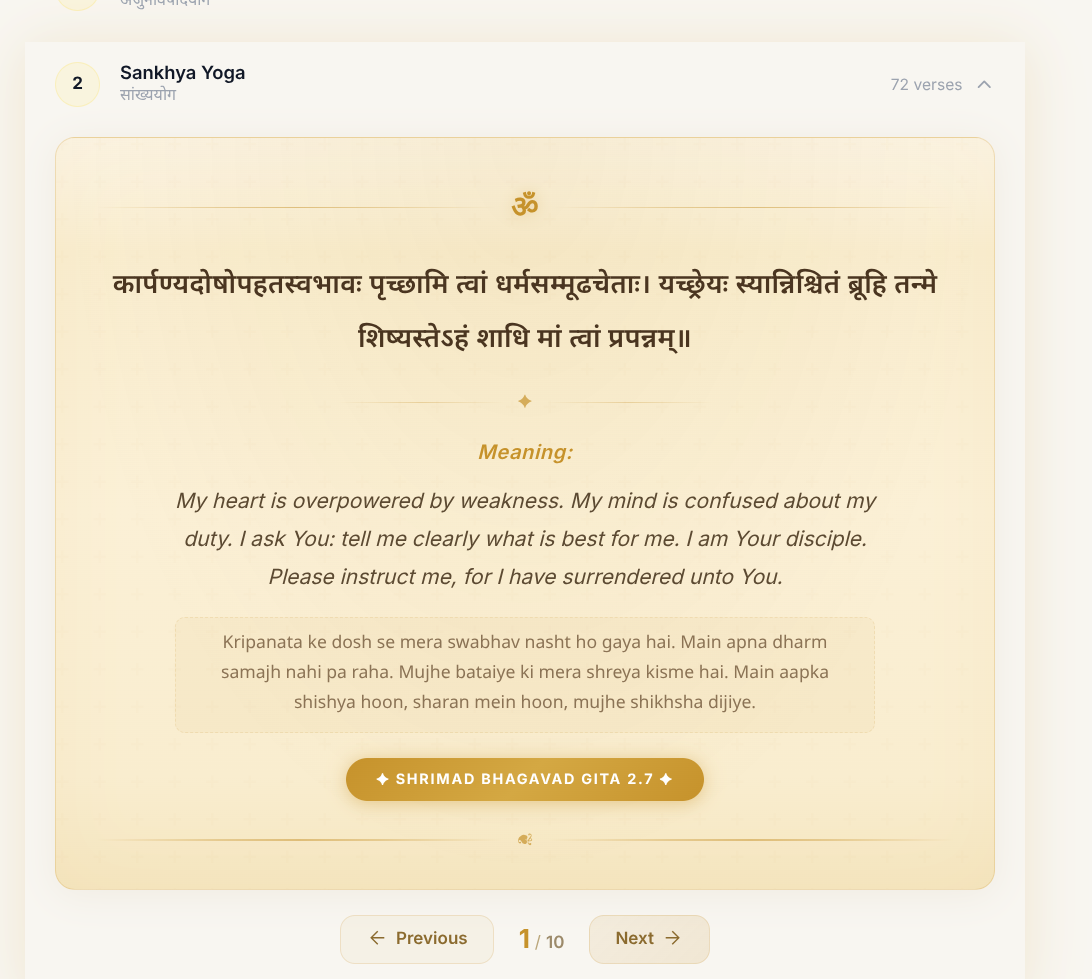 अर्जुनविषादयोग
2
Sankhya Yoga
सांख्ययोग
72 verses
ॐ
कार्पण्यदोषोपहतस्वभावः पृच्छामि त्वां धर्मसम्मूढचेताः। यच्छ्रेयः स्यान्निश्चितं ब्रूहि तन्मे
शिष्यस्तेऽहं शाधि मां त्वां प्रपन्नम्॥
Meaning:
My heart is overpowered by weakness. My mind is confused about my
duty. I ask You: tell me clearly what is best for me. I am Your disciple.
Please instruct me, for I have surrendered unto You.
Kripanata ke dosh se mera swabhav nasht ho gaya hai. Main apna dharm
samajh nahi pa raha. Mujhe bataiye ki mera shreya kisme hai. Main aapka
shishya hoon, sharan mein hoon, mujhe shikhsha dijiye.
✦ SHRIMAD BHAGAVAD GITA 2.7 ✦
← Previous
1 / 10
Next →